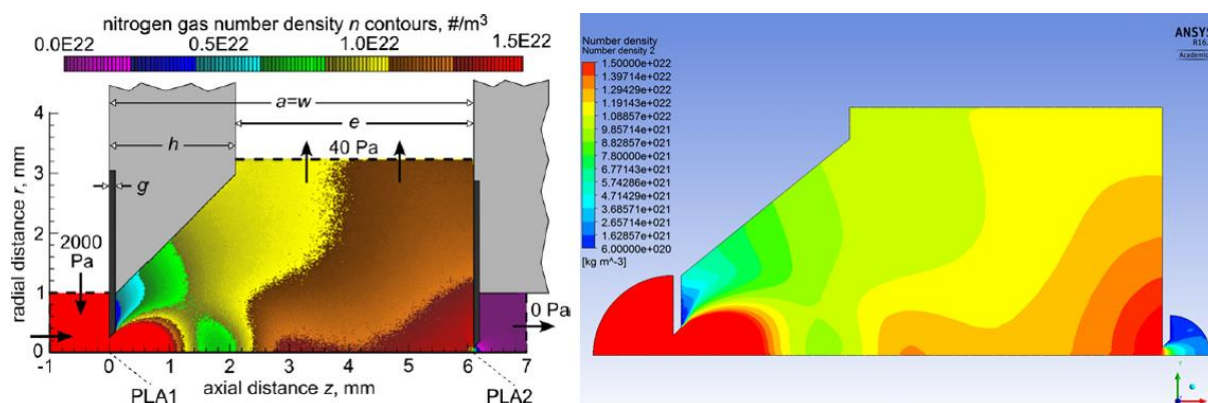 nitrogen gas number density n contours, #/m³
0.0E22 0.5E22 1.0E22 1.5E22
a=w
e
h
40 Pa
g
2000
Pa
0 Pa
radial distance r, mm
4
3
2
1
0
-1 0 1 2 3 4 5 6 7
PLA1 axial distance z, mm PLA2
Number density
Number density 2
1.50000e+022
1.39714e+022
1.29429e+022
1.19143e+022
1.08857e+022
9.85714e+021
8.82857e+021
7.80000e+021
6.77143e+021
5.74286e+021
4.71429e+021
3.68571e+021
2.65714e+021
1.62857e+021
6.00000e+020
[kg m^-3]
ANSYS
R16.
Academic